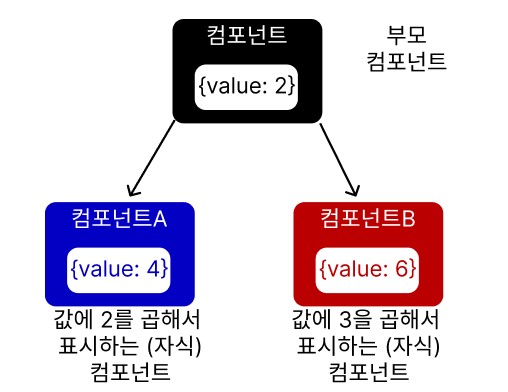 컴포넌트
{value: 2}
부모
컴포넌트
컴포넌트A
{value: 4}
값에 2를 곱해서
표시하는 (자식)
컴포넌트
컴포넌트B
{value: 6}
값에 3을 곱해서
표시하는 (자식)
컴포넌트